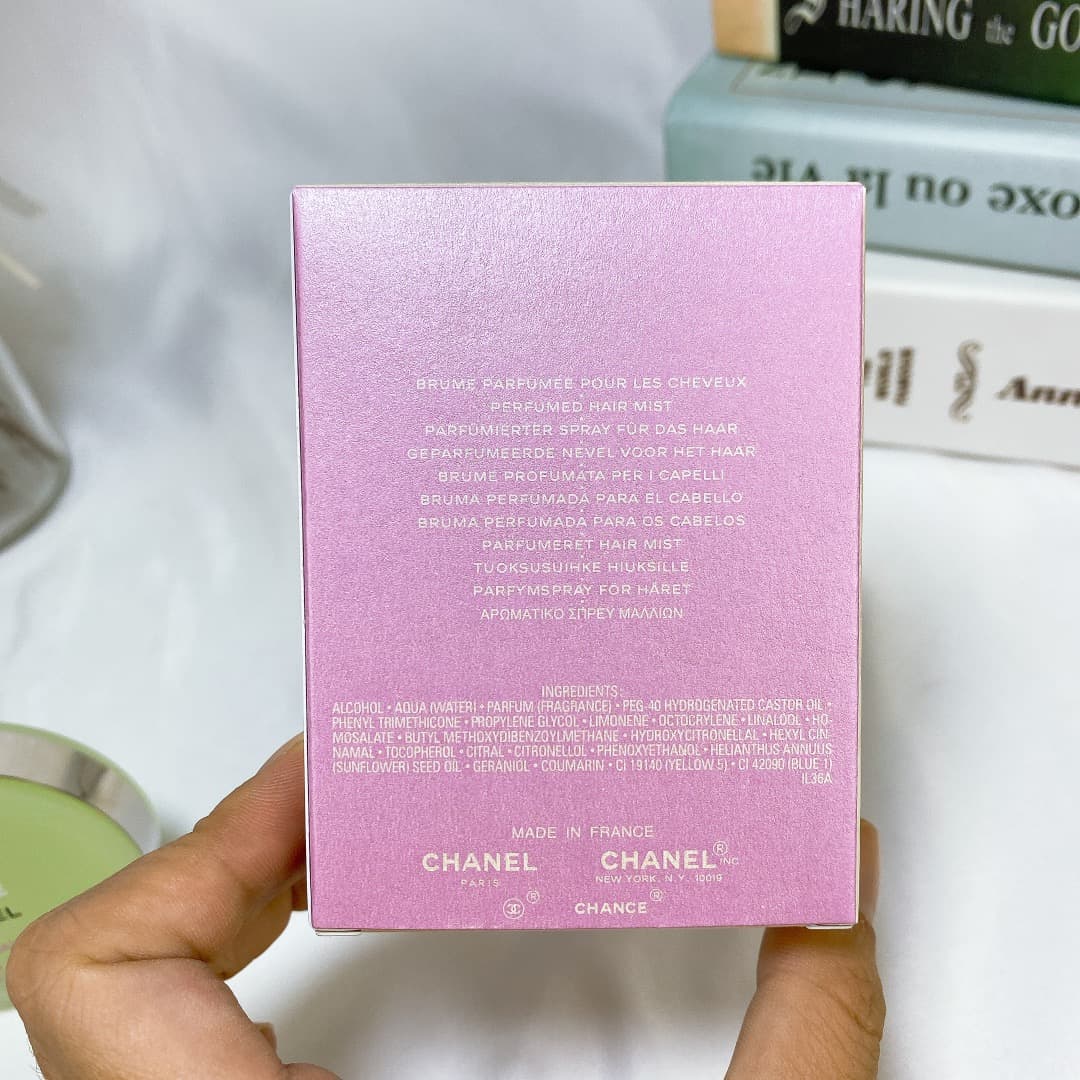 HARING the GO
oxe ou la Vie
Ann
BRUME PARFUMÉE POUR LES CHEVEUX
PERFUMED HAIR MIST
PARFÜMIERTER SPRAY FÜR DAS HAAR
GEPARFUMEERDE NEVEL VOOR HET HAAR
BRUME PROFUMATA PER I CAPELLI
BRUMA PERFUMADA PARA EL CABELLO
BRUMA PERFUMADA PARA OS CABELOS
PARFUMERET HAIR MIST
TUOKSUSUIHKE HIUKSILLE
PARFYMSPRAY FÖR HÅRET
ΑΡΩΜΑΤΙΚΟ ΣΠΡΕΥ ΜΑΛΛΙΩΝ
INGREDIENTS:
ALCOHOL • AQUA (WATER) • PARFUM (FRAGRANCE) • PEG-40 HYDROGENATED CASTOR OIL •
PHENYL TRIMETHICONE • PROPYLENE GLYCOL • LIMONENE • OCTOCRYLENE • LINALOOL • HO-
MOSALATE • BUTYL METHOXYDIBENZOYLMETHANE • HYDROXYCITRONELLAL • HEXYL CIN-
NAMAL • TOCOPHEROL • CITRAL • CITRONELLOL • PHENOXYETHANOL • HELIANTHUS ANNUUS
(SUNFLOWER) SEED OIL • GERANIOL • COUMARIN • CI 19140 (YELLOW 5) • CI 42090 (BLUE 1)
IL36A
MADE IN FRANCE
CHANEL CHANEL® INC
PARIS NEW YORK, N.Y. 10019
® CHANCE®